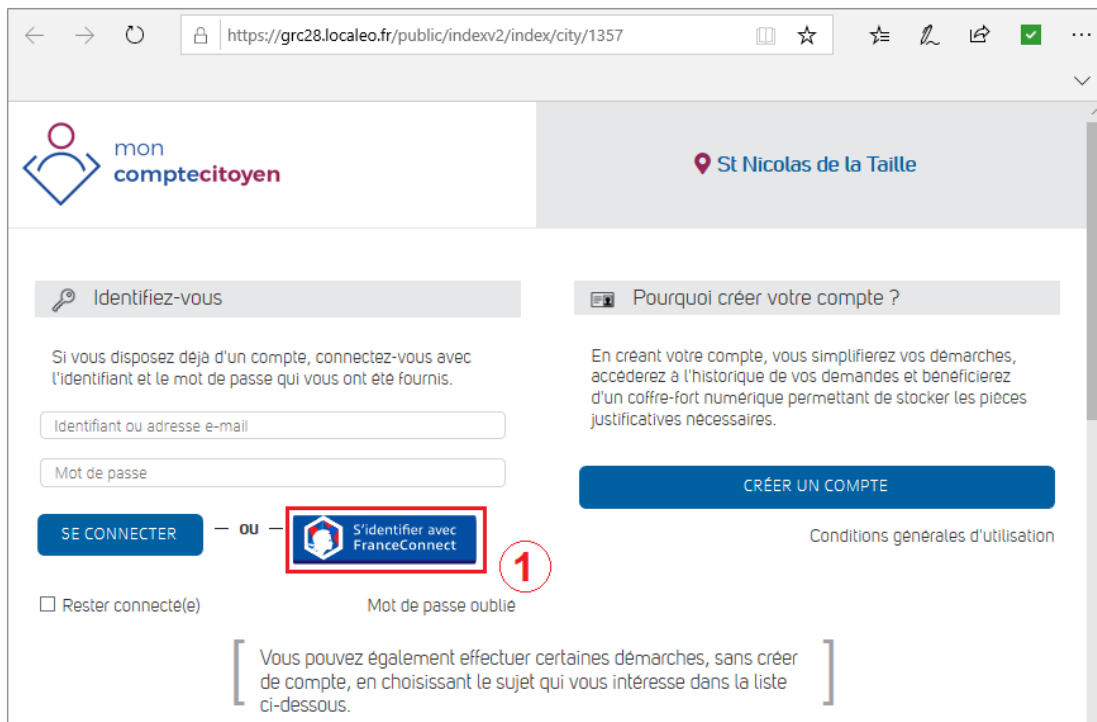 https://grc28.localeo.fr/public/indexv2/index/city/1357
mon
comptecitoyen
St Nicolas de la Taille
Identifiez-vous
Si vous disposez déjà d'un compte, connectez-vous avec
l'identifiant et le mot de passe qui vous ont été fournis.
Identifiant ou adresse e-mail
Mot de passe
SE CONNECTER
— OU —
S'identifier avec
FranceConnect
1
Rester connecté(e)
Mot de passe oublié
Pourquoi créer votre compte ?
En créant votre compte, vous simplifierez vos démarches,
accéderez à l'historique de vos demandes et bénéficierez
d'un coffre-fort numérique permettant de stocker les pièces
justificatives nécessaires.
CRÉER UN COMPTE
Conditions générales d'utilisation
Vous pouvez également effectuer certaines démarches, sans créer
de compte, en choisissant le sujet qui vous intéresse dans la liste
ci-dessous.